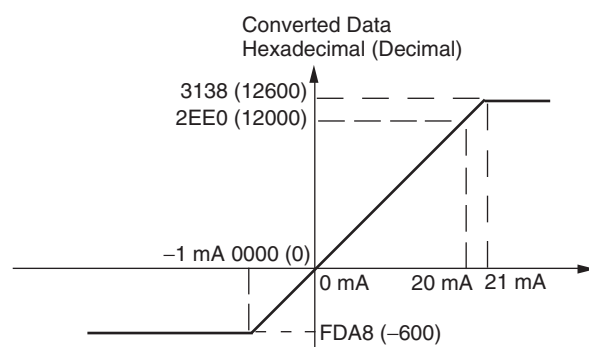 Converted Data
Hexadecimal (Decimal)
3138 (12600)
2EE0 (12000)
−1 mA 0000 (0)
0 mA
20 mA
21 mA
FDA8 (−600)